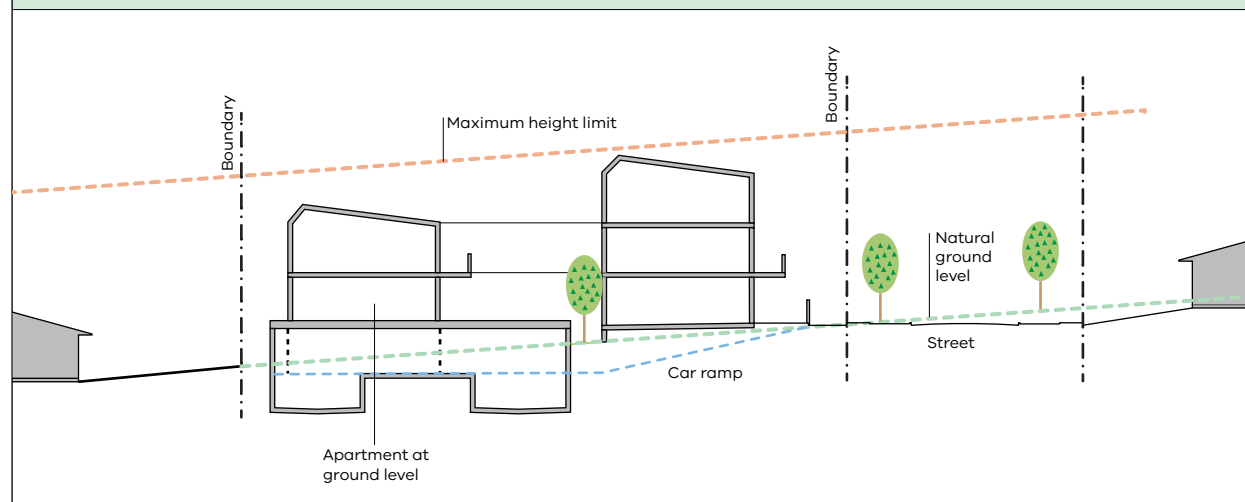 Boundary
Boundary
Maximum height limit
Natural
ground
level
Street
Car ramp
Apartment at
ground level